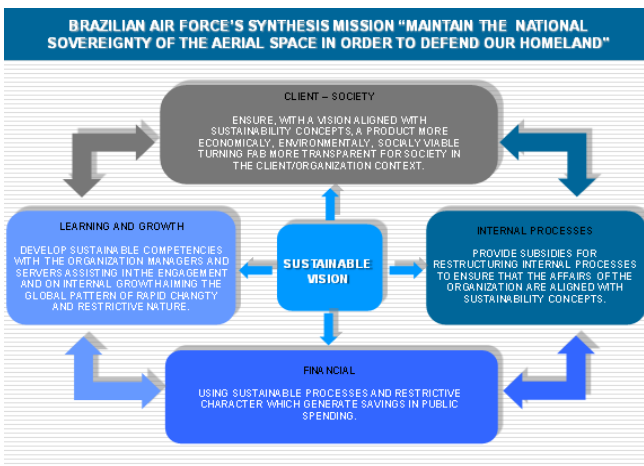 BRAZILIAN AIR FORCE'S SYNTHESIS MISSION "MAINTAIN THE NATIONAL
SOVEREIGNTY OF THE AERIAL SPACE IN ORDER TO DEFEND OUR HOMELAND"
CLIENT – SOCIETY
ENSURE, WITH A VISION ALIGNED WITH
SUSTAINABILITY CONCEPTS, A PRODUCT MORE
ECONOMICALY, ENVIRONMENTALY, SOCIALY VIABLE
TURNING FAB MORE TRANSPARENT FOR SOCIETY IN
THE CLIENT/ORGANIZATION CONTEXT.
LEARNING AND GROWTH
DEVELOP SUSTAINABLE COMPETENCIES
WITH THE ORGANIZATION MANAGERS AND
SERVERS ASSISTING IN THE ENGAGEMENT
AND ON INTERNAL GROWTHAIMING THE
GLOBAL PATTERN OF RAPID CHANGTY
AND RESTRICTIVE NATURE.
SUSTAINABLE
VISION
INTERNAL PROCESSES
PROVIDE SUBSIDIES FOR
RESTRUCTURING INTERNAL PROCESSES
TO ENSURE THAT THE AFFAIRS OF THE
ORGANIZATION ARE ALIGNED WITH
SUSTAINABILITY CONCEPTS.
FINANCIAL
USING SUSTAINABLE PROCESSES AND RESTRICTIVE
CHARACTER WHICH GENERATE SAVINGS IN PUBLIC
SPENDING.